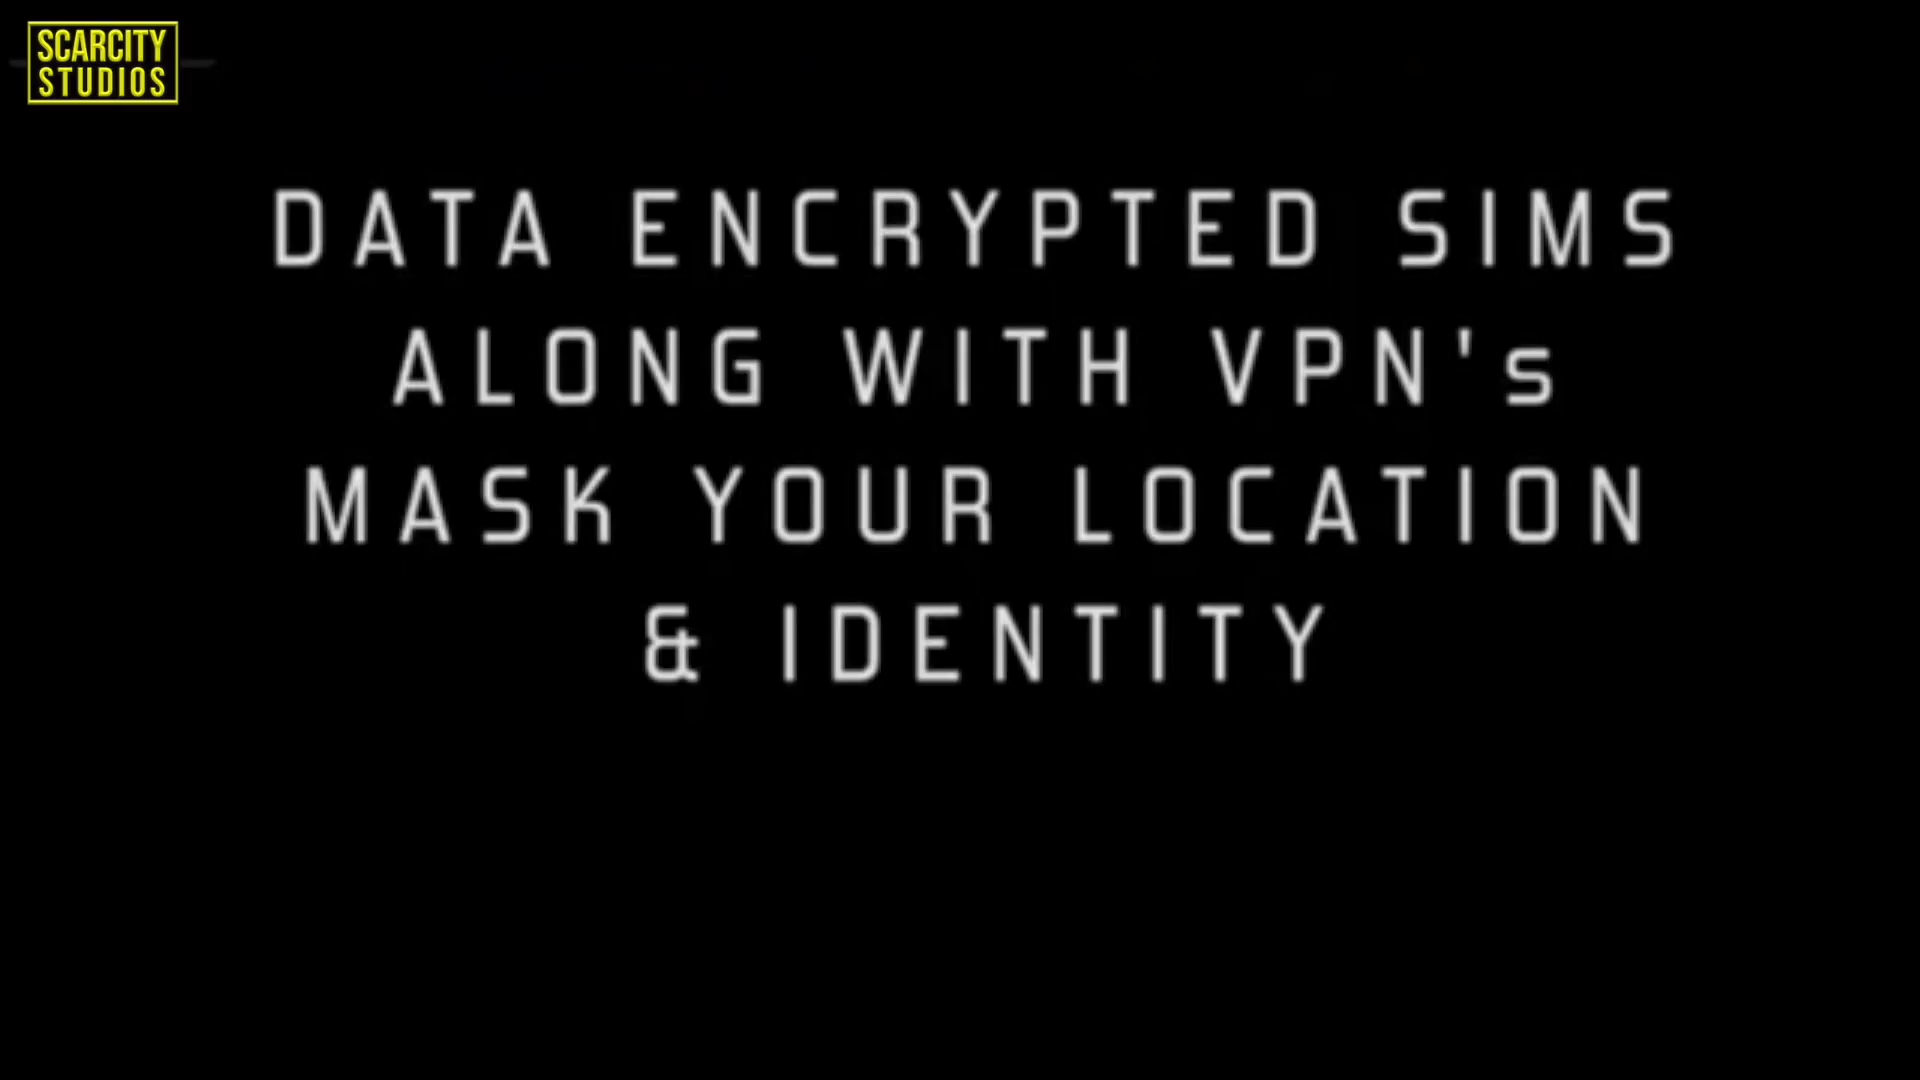 SCARCITY
STUDIOS
DATA ENCRYPTED SIMS
ALONG WITH VPN's
MASK YOUR LOCATION
& IDENTITY